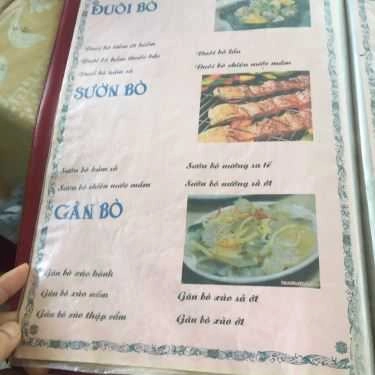 ĐUÔI BÒ
Đuôi bò tiềm ớt hiểm
Đuôi bò lẩu
Đuôi bò hầm thuốc bắc
Đuôi bò chiên nước mắm
Đuôi bò hầm sả
SƯỜN BÒ
Sườn bò hầm sả
Sườn bò nướng sa tế
Sườn bò chiên nước mắm
Sườn bò nướng sả ớt
GÂN BÒ
Gân bò xào hành
Gân bò xào sả ớt
Gân bò xào nấm
Gân bò xào thập cẩm
Gân bò xào ớt